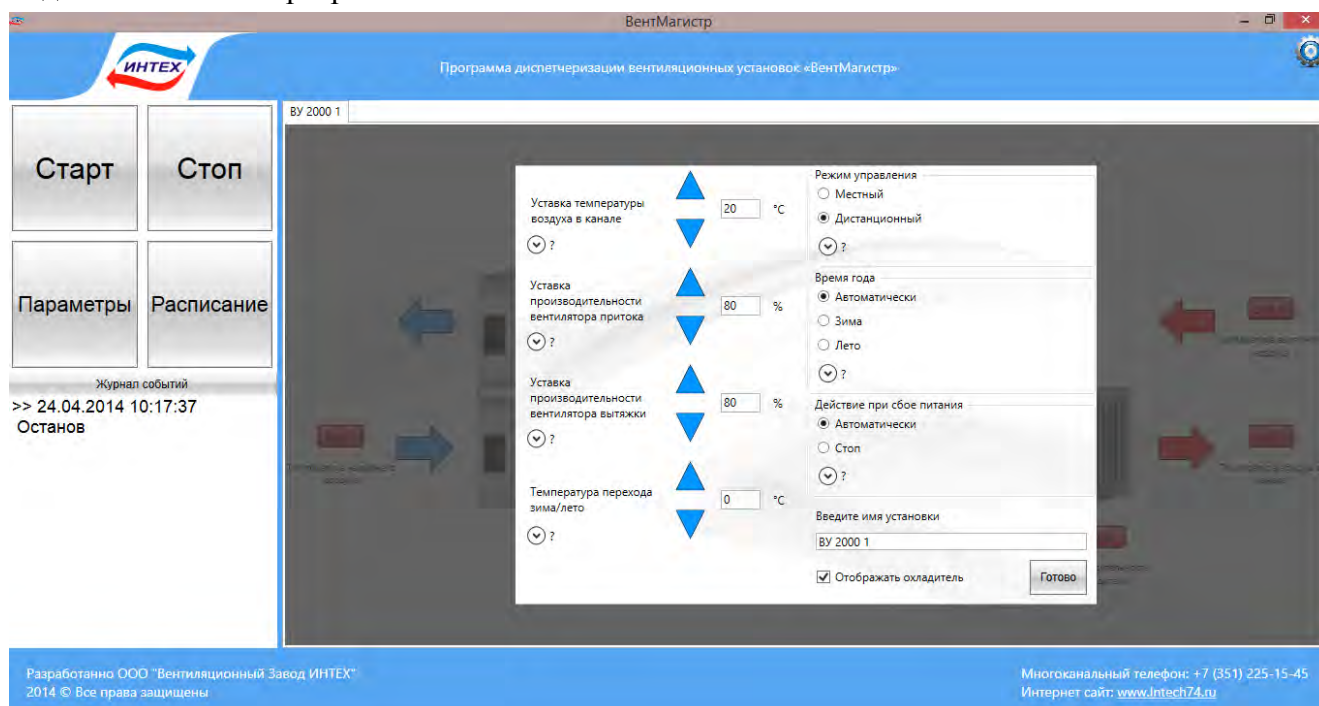 ВентМагистр
ИНТЕХ
Программа диспетчеризации вентиляционных установок «ВентМагистр»
Старт
Стоп
Параметры
Расписание
Журнал событий
>> 24.04.2014 10:17:37
Останов
ВУ 2000 1
Уставка температуры
воздуха в канале
20 °C
?
Уставка
производительности
вентилятора притока
80 %
?
Уставка
производительности
вентилятора вытяжки
80 %
?
Температура перехода
зима/лето
0 °C
?
Режим управления
Местный
Дистанционный
?
Время года
Автоматически
Зима
Лето
?
Действие при сбое питания
Автоматически
Стоп
?
Введите имя установки
ВУ 2000 1
Отображать охладитель
Готово
Разработанно ООО "Вентиляционный Завод ИНТЕХ"
2014 © Все права защищены
Многоканальный телефон: +7 (351) 225-15-45
Интернет сайт: www.Intech74.ru